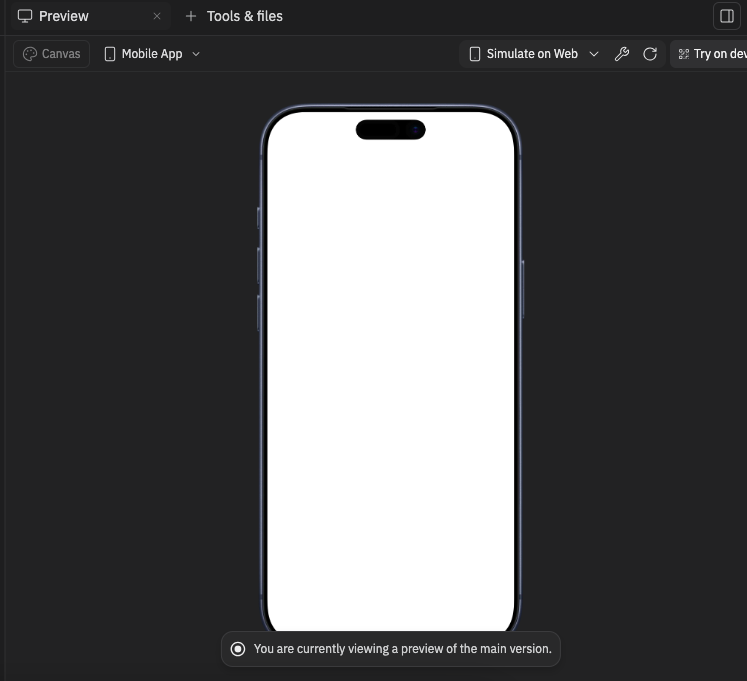 Preview
Tools & files
Canvas
Mobile App
Simulate on Web
Try on dev
You are currently viewing a preview of the main version.